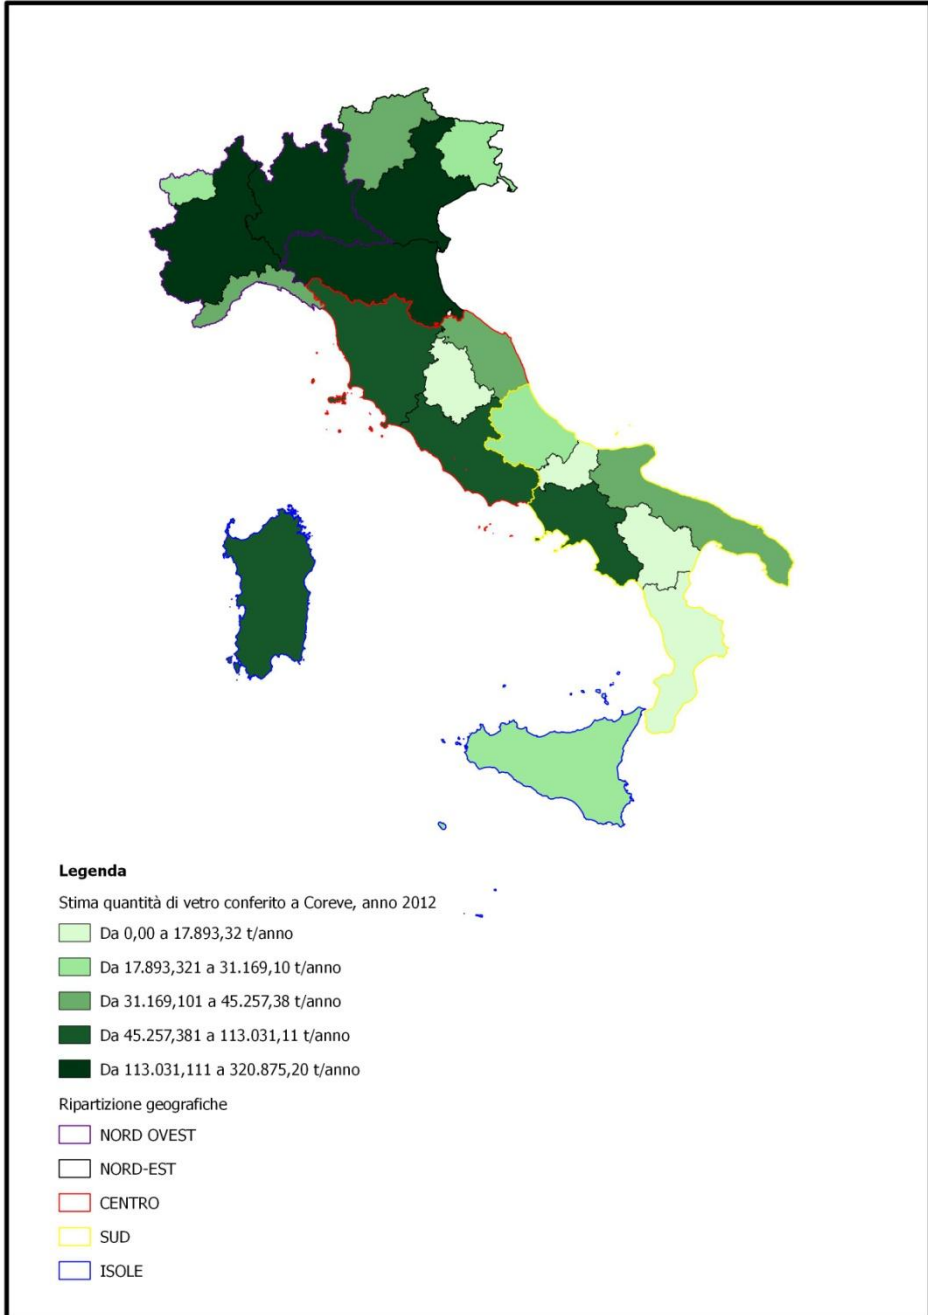 Legenda
Stima quantità di vetro conferito a Coreve, anno 2012
Da 0,00 a 17.893,32 t/anno
Da 17.893,321 a 31.169,10 t/anno
Da 31.169,101 a 45.257,38 t/anno
Da 45.257,381 a 113.031,11 t/anno
Da 113.031,111 a 320.875,20 t/anno
Ripartizione geografiche
NORD OVEST
NORD-EST
CENTRO
SUD
ISOLE